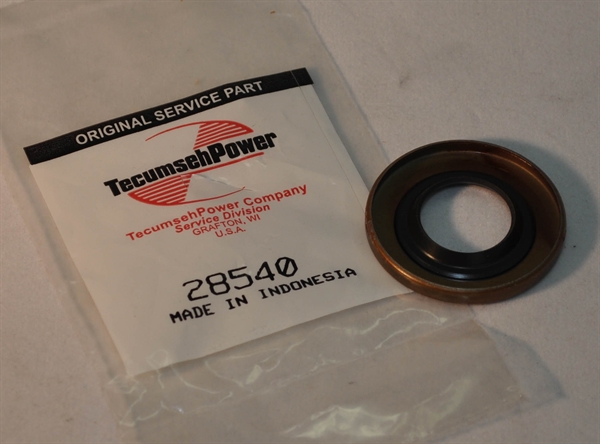 ORIGINAL SERVICE PART
TecumsehPower
TecumsehPower Company
Service Division
GRAFTON, WI
U.S.A.
28540
MADE IN INDONESIA